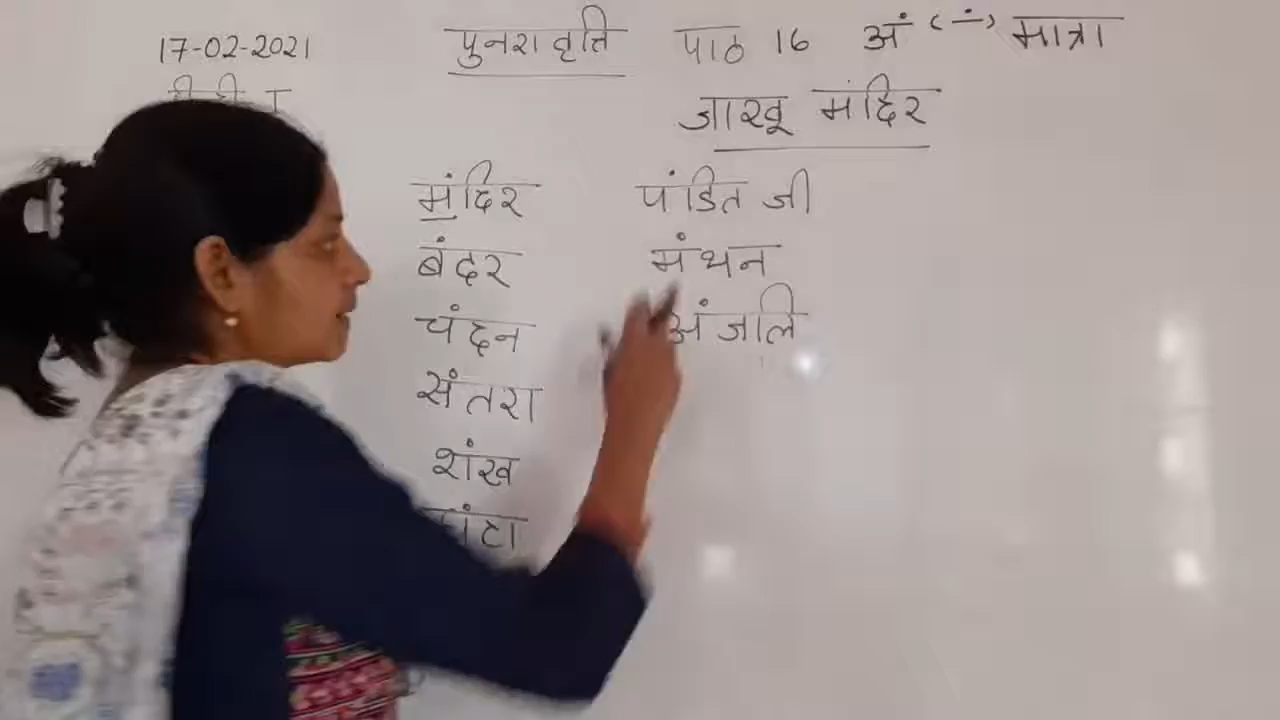 17-02-2021
पुनरावृत्ति पाठ 16 अं (ं) मात्रा
जाखू मंदिर
मंदिर
बंदर
चंदन
संतरा
शंख
पंडित जी
मंथन
अंजलि